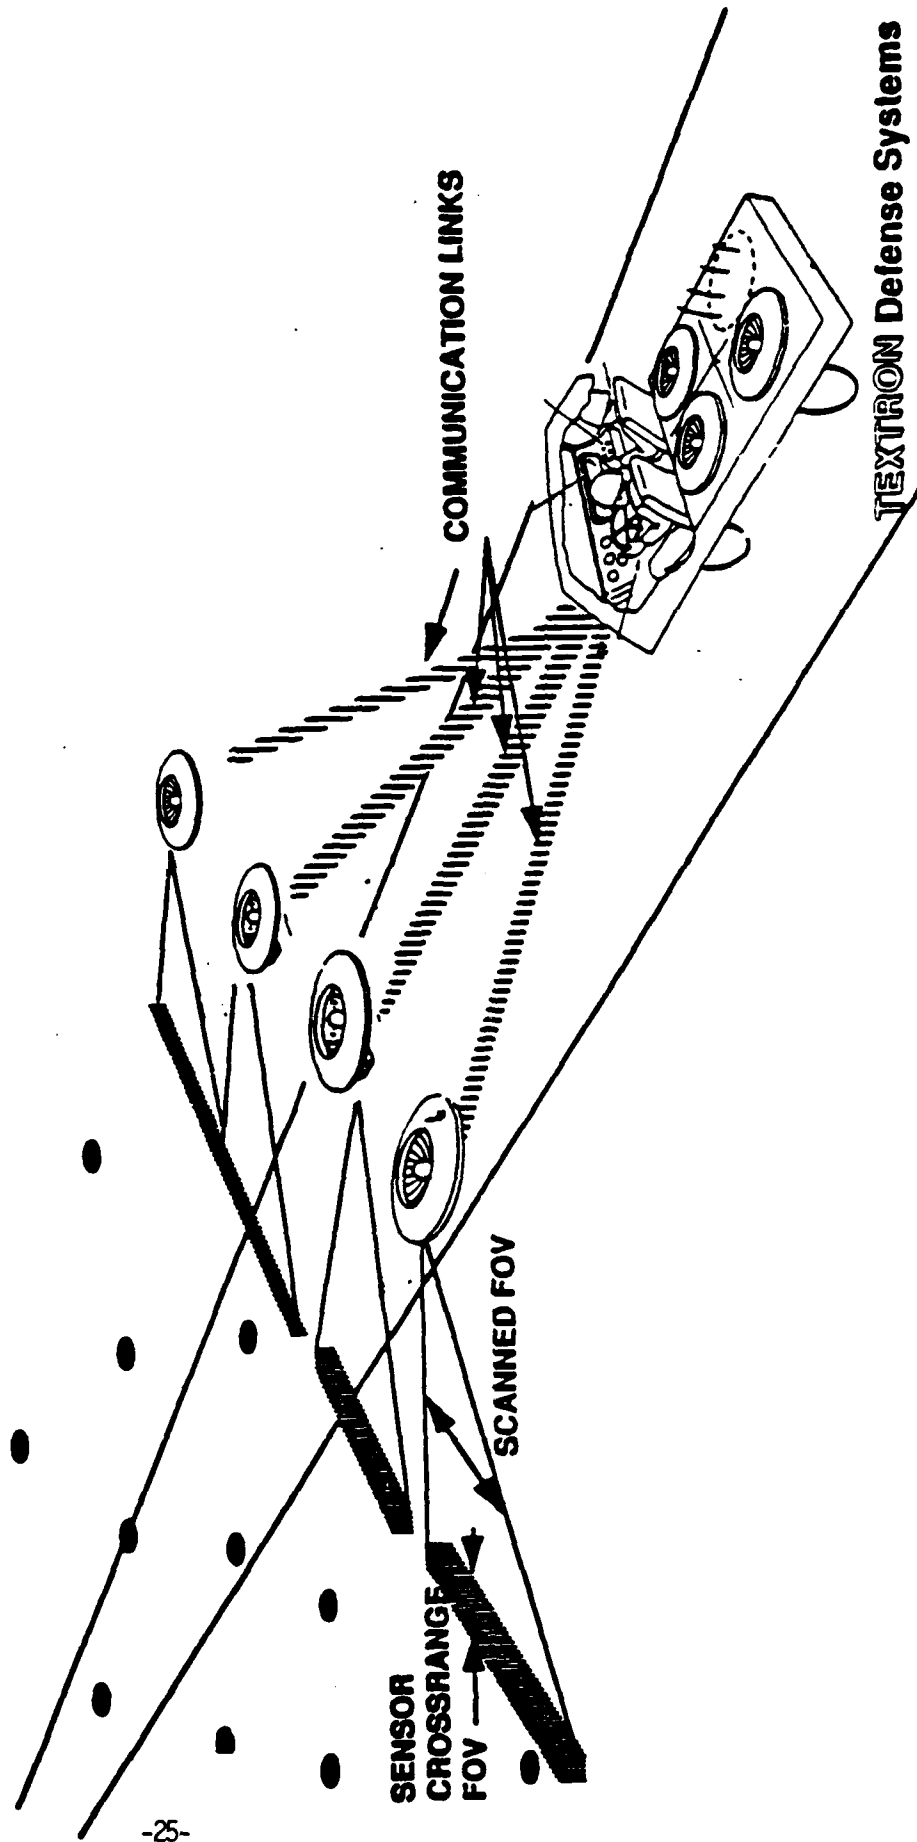 COMMUNICATION LINKS
SCANNED FOV
SENSOR
CROSSRANGE
FOV
TEXTRON Defense Systems
-25-